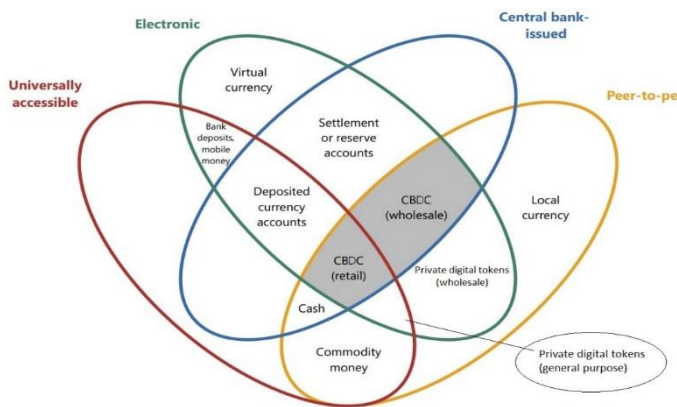 Electronic
Central bank-
issued
Universally
accessible
Peer-to-pe
Virtual
currency
Bank
deposits,
mobile
money
Settlement
or reserve
accounts
Deposited
currency
accounts
CBDC
(wholesale)
Local
currency
CBDC
(retail)
Private digital tokens
(wholesale)
Cash
Commodity
money
Private digital tokens
(general purpose)